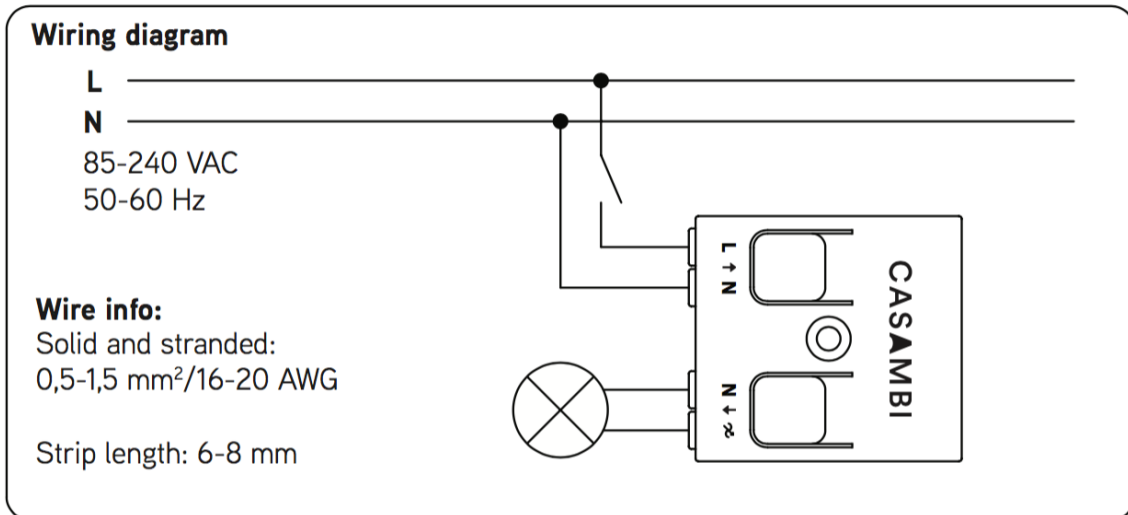 Wiring diagram
L
N
85-240 VAC
50-60 Hz
Wire info:
Solid and stranded:
0,5-1,5 mm²/16-20 AWG
Strip length: 6-8 mm
L ↑ N
N ↓ ≁
CASAMBI